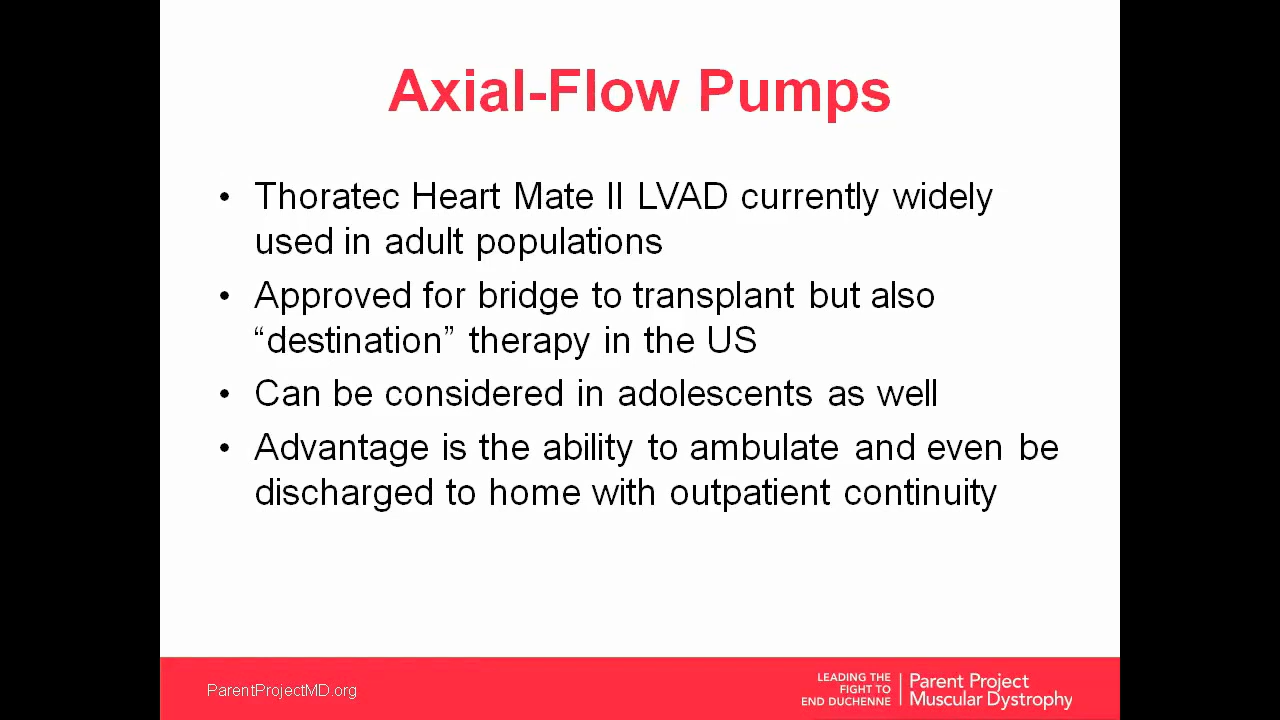 Axial-Flow Pumps
• Thoratec Heart Mate II LVAD currently widely
used in adult populations
• Approved for bridge to transplant but also
“destination” therapy in the US
• Can be considered in adolescents as well
• Advantage is the ability to ambulate and even be
discharged to home with outpatient continuity
ParentProjectMD.org
LEADING THE
FIGHT TO
END DUCHENNE
Parent Project
Muscular Dystrophy